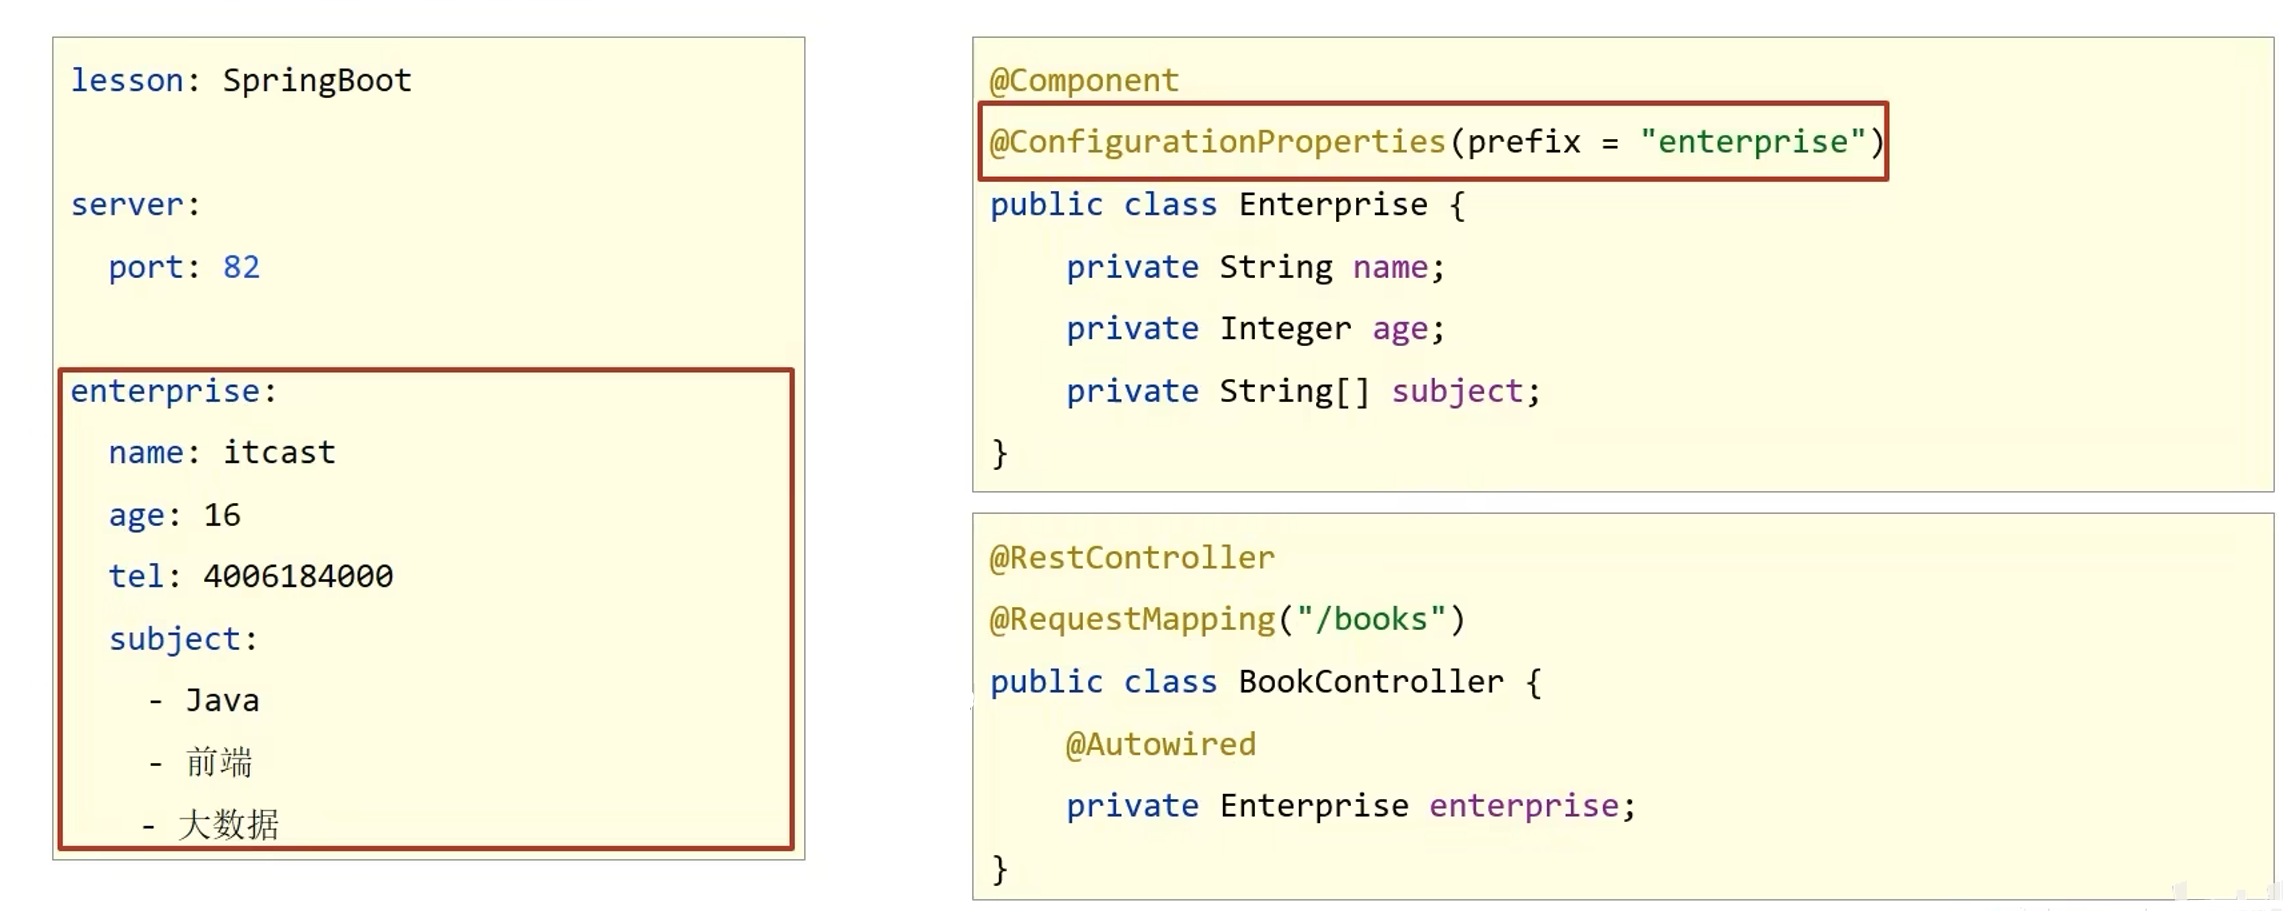 lesson: SpringBoot
server:
  port: 82
enterprise:
  name: itcast
  age: 16
  tel: 4006184000
  subject:
    - Java
    - 前端
    - 大数据
@Component
@ConfigurationProperties(prefix = "enterprise")
public class Enterprise {
    private String name;
    private Integer age;
    private String[] subject;
}
@RestController
@RequestMapping("/books")
public class BookController {
    @Autowired
    private Enterprise enterprise;
}